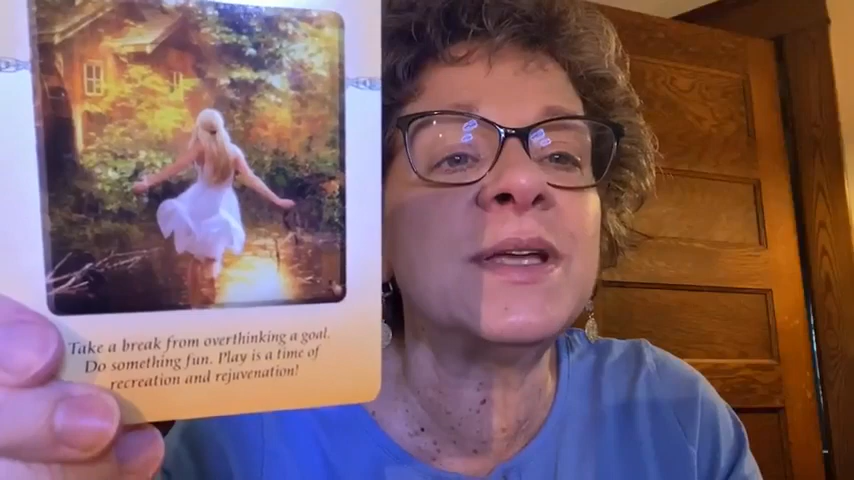 Take a break from overthinking a goal.
Do something fun. Play is a time of
recreation and rejuvenation!